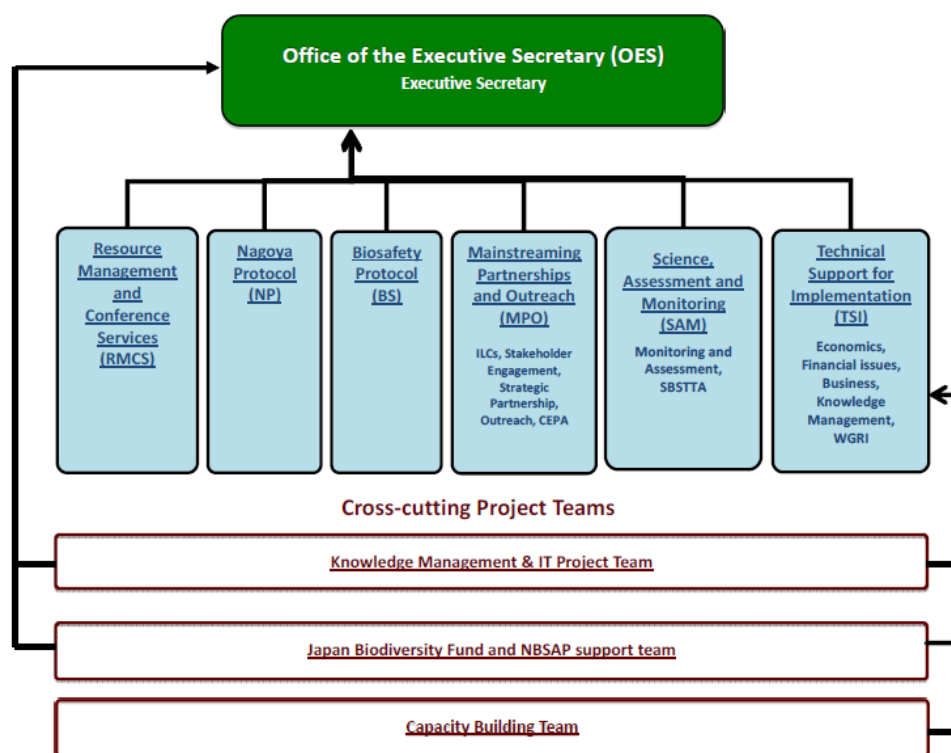 Office of the Executive Secretary (OES)
Executive Secretary
Resource
Management
and
Conference
Services
(RMCS)
Nagoya
Protocol
(NP)
Biosafety
Protocol
(BS)
Mainstreaming
Partnerships
and Outreach
(MPO)
ILCs, Stakeholder
Engagement,
Strategic
Partnership,
Outreach, CEPA
Science,
Assessment and
Monitoring
(SAM)
Monitoring and
Assessment,
SBSTTA
Technical
Support for
Implementation
(TSI)
Economics,
Financial issues,
Business,
Knowledge
Management,
WGRI
Cross-cutting Project Teams
Knowledge Management & IT Project Team
Japan Biodiversity Fund and NBSAP support team
Capacity Building Team